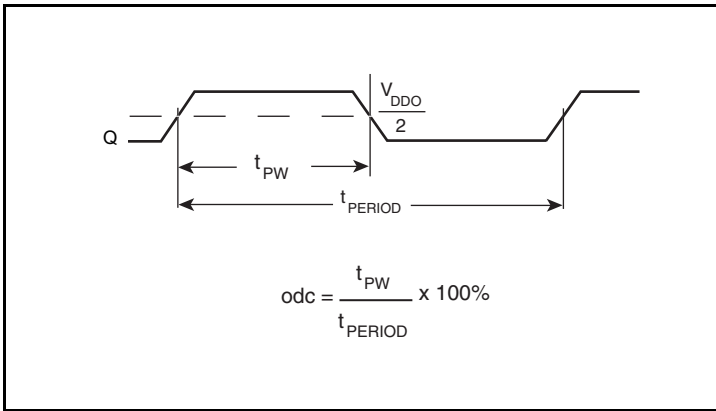 V_DDO
2
Q
t_PW
t_PERIOD
odc = t_PW / t_PERIOD x 100%